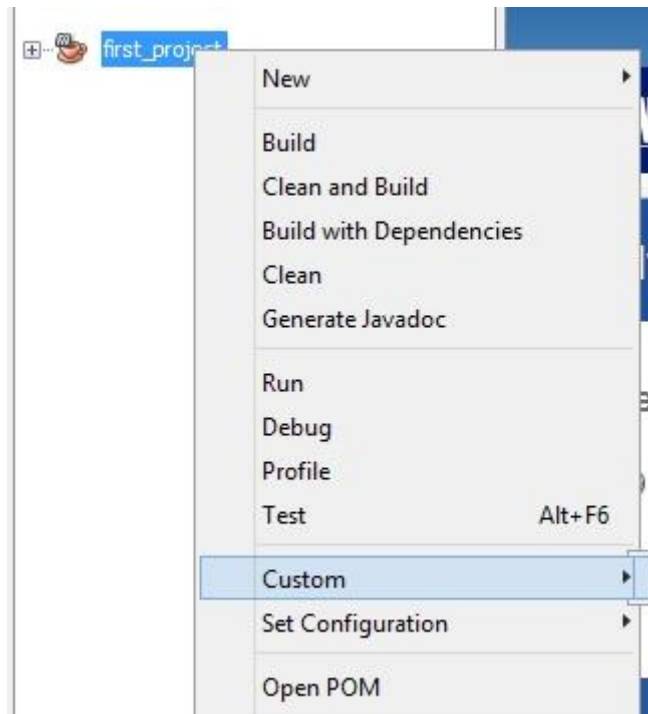 first_project
New
Build
Clean and Build
Build with Dependencies
Clean
Generate Javadoc
Run
Debug
Profile
Test Alt+F6
Custom
Set Configuration
Open POM